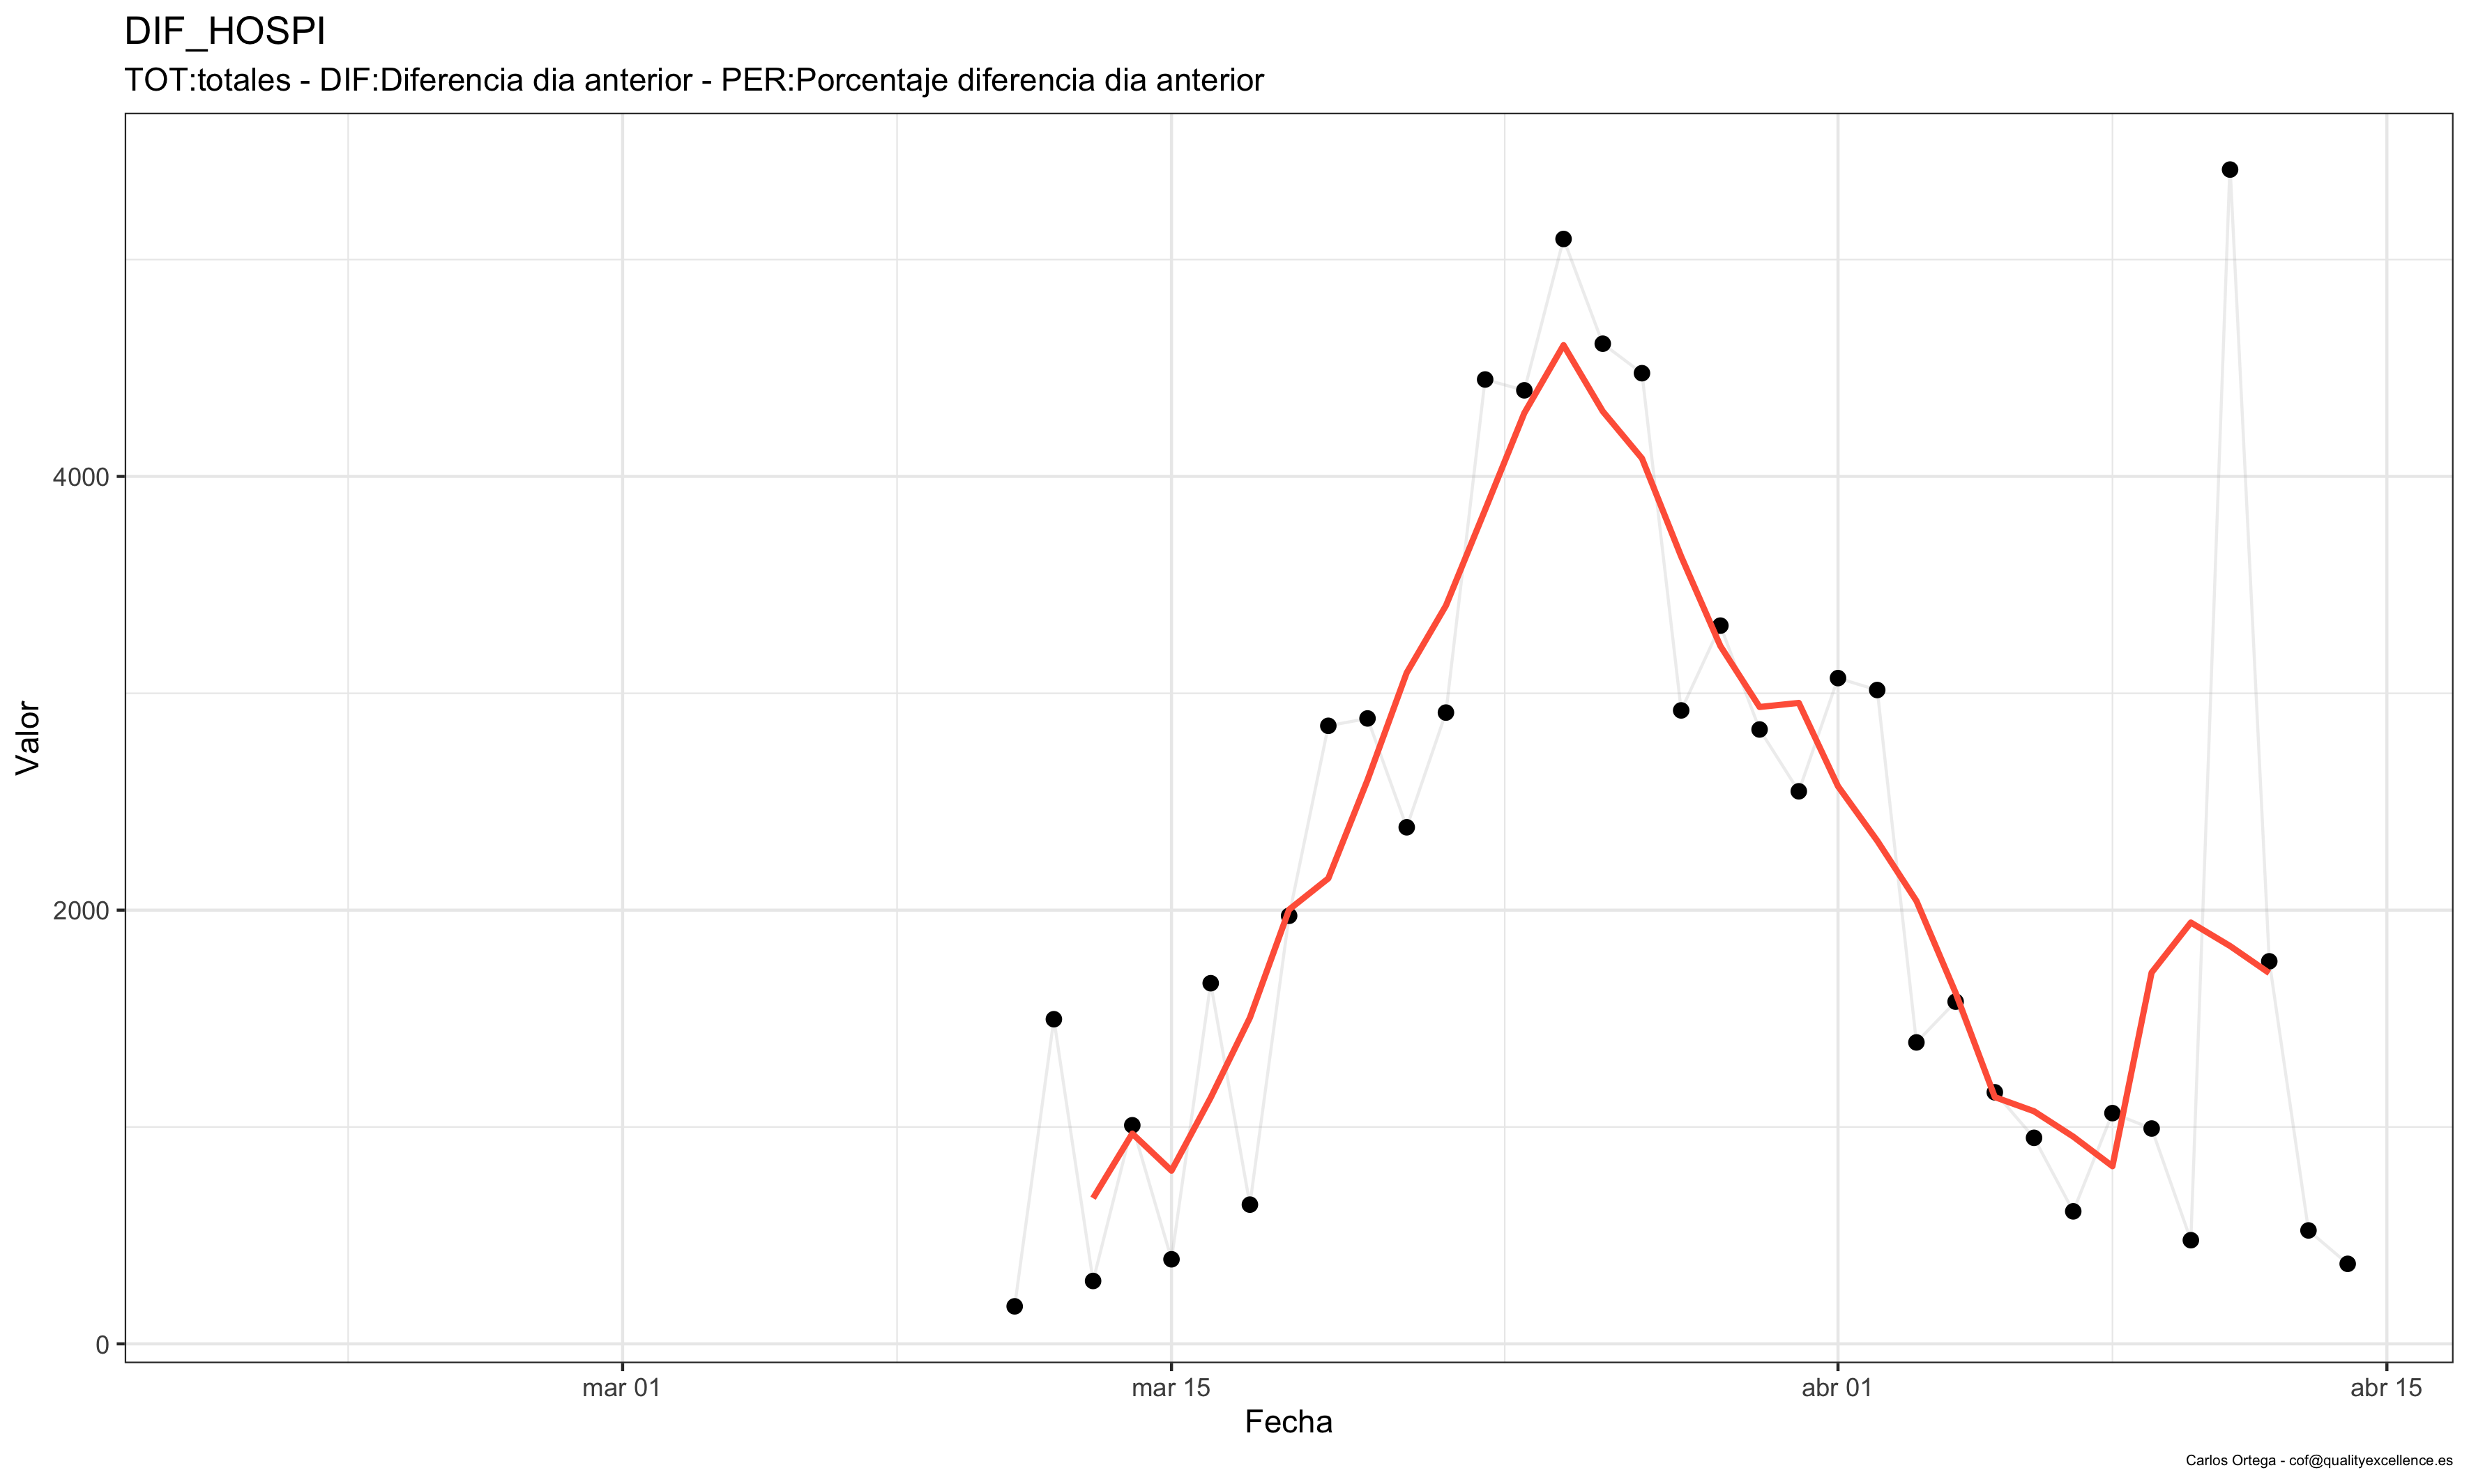 DIF_HOSPI
TOT:totales - DIF:Diferencia dia anterior - PER:Porcentaje diferencia dia anterior
Valor
4000
2000
0
mar 01
mar 15
abr 01
abr 15
Fecha
Carlos Ortega - cof@qualityexcellence.es